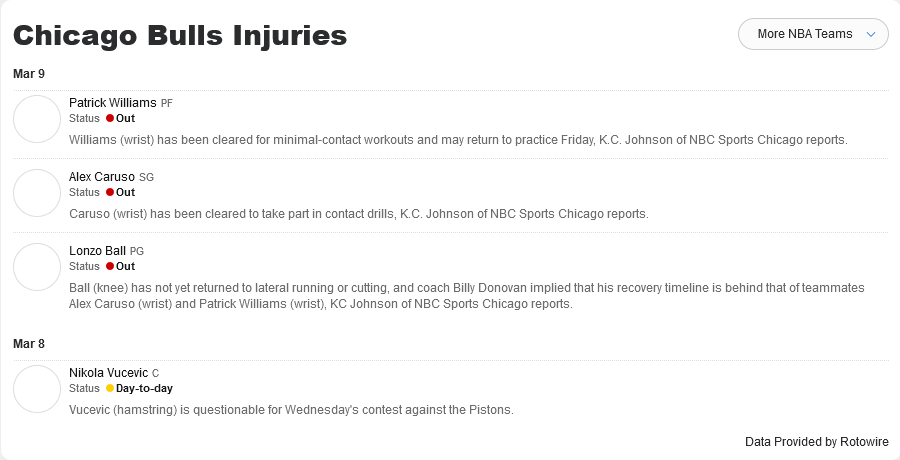 Chicago Bulls Injuries
More NBA Teams
Mar 9
Patrick Williams PF
Status Out
Williams (wrist) has been cleared for minimal-contact workouts and may return to practice Friday, K.C. Johnson of NBC Sports Chicago reports.
Alex Caruso SG
Status Out
Caruso (wrist) has been cleared to take part in contact drills, K.C. Johnson of NBC Sports Chicago reports.
Lonzo Ball PG
Status Out
Ball (knee) has not yet returned to lateral running or cutting, and coach Billy Donovan implied that his recovery timeline is behind that of teammates
Alex Caruso (wrist) and Patrick Williams (wrist), KC Johnson of NBC Sports Chicago reports.
Mar 8
Nikola Vucevic C
Status Day-to-day
Vucevic (hamstring) is questionable for Wednesday's contest against the Pistons.
Data Provided by Rotowire